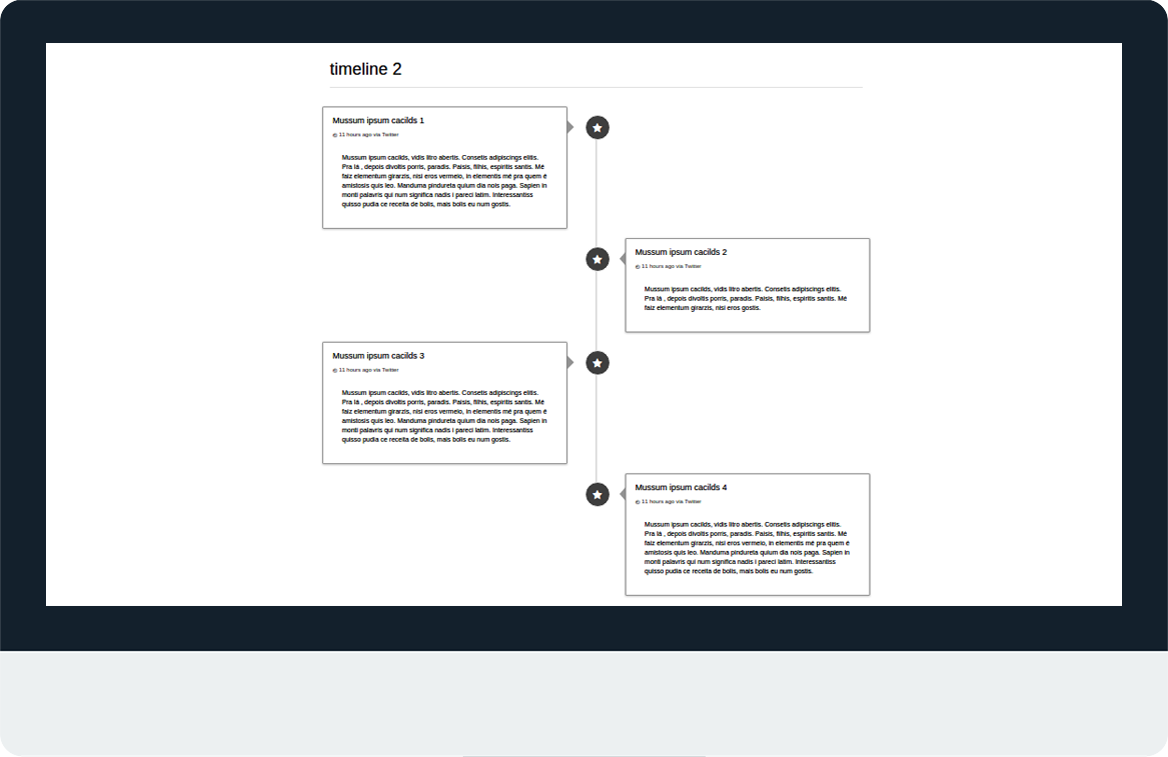 timeline 2
Mussum ipsum cacilds 1
11 hours ago via Twitter
Mussum ipsum cacilds, vidis litro abertis. Consetis adipiscings elitis.
Pra lá , depois divoltis porris, paradis. Paisis, filhis, espiritis santis. Mé
faiz elementum girarzis, nisi eros vermeio, in elementis mé pra quem é
amistosis quis leo. Manduma pindureta quium dia nois paga. Sapien in
monti palavris qui num significa nadis i pareci latim. Interessantiss
quisso pudia ce receita de bolis, mais bolis eu num gostis.
Mussum ipsum cacilds 2
11 hours ago via Twitter
Mussum ipsum cacilds, vidis litro abertis. Consetis adipiscings elitis.
Pra lá , depois divoltis porris, paradis. Paisis, filhis, espiritis santis. Mé
faiz elementum girarzis, nisi eros gostis.
Mussum ipsum cacilds 3
11 hours ago via Twitter
Mussum ipsum cacilds, vidis litro abertis. Consetis adipiscings elitis.
Pra lá , depois divoltis porris, paradis. Paisis, filhis, espiritis santis. Mé
faiz elementum girarzis, nisi eros vermeio, in elementis mé pra quem é
amistosis quis leo. Manduma pindureta quium dia nois paga. Sapien in
monti palavris qui num significa nadis i pareci latim. Interessantiss
quisso pudia ce receita de bolis, mais bolis eu num gostis.
Mussum ipsum cacilds 4
11 hours ago via Twitter
Mussum ipsum cacilds, vidis litro abertis. Consetis adipiscings elitis.
Pra lá , depois divoltis porris, paradis. Paisis, filhis, espiritis santis. Mé
faiz elementum girarzis, nisi eros vermeio, in elementis mé pra quem é
amistosis quis leo. Manduma pindureta quium dia nois paga. Sapien in
monti palavris qui num significa nadis i pareci latim. Interessantiss
quisso pudia ce receita de bolis, mais bolis eu num gostis.